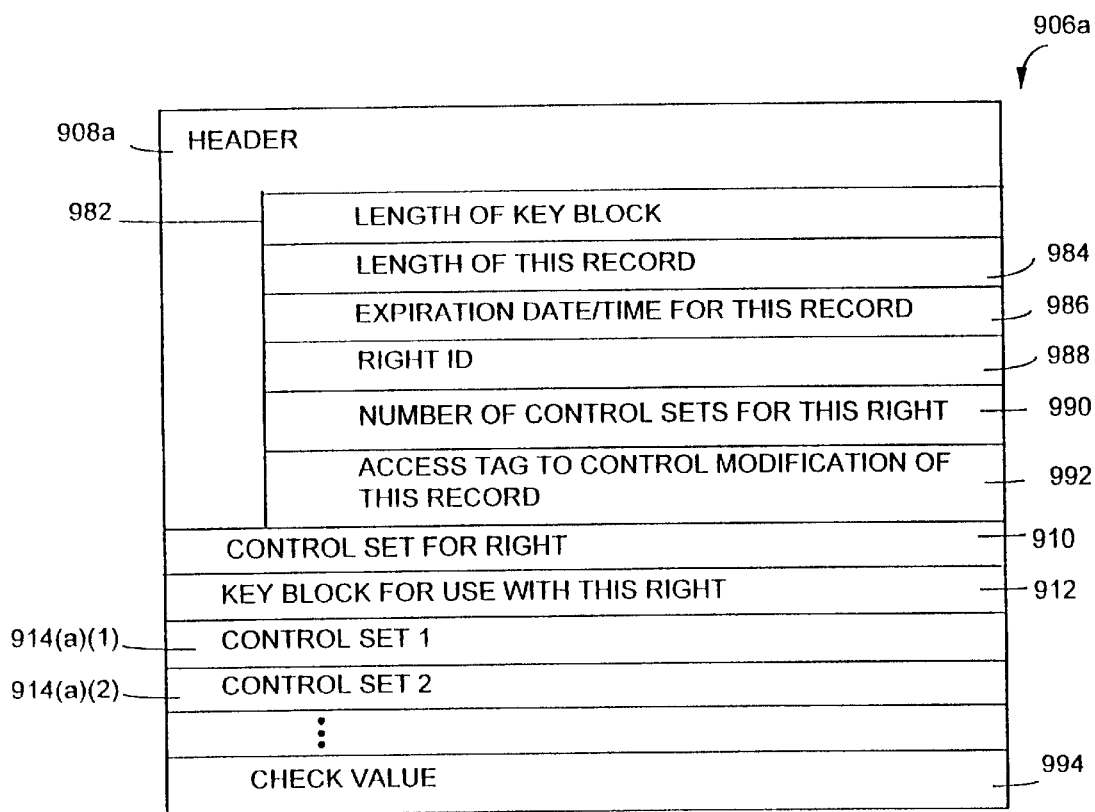 906a
908a HEADER
982 LENGTH OF KEY BLOCK
LENGTH OF THIS RECORD 984
EXPIRATION DATE/TIME FOR THIS RECORD 986
RIGHT ID 988
NUMBER OF CONTROL SETS FOR THIS RIGHT 990
ACCESS TAG TO CONTROL MODIFICATION OF
THIS RECORD 992
CONTROL SET FOR RIGHT 910
KEY BLOCK FOR USE WITH THIS RIGHT 912
914(a)(1) CONTROL SET 1
914(a)(2) CONTROL SET 2
CHECK VALUE 994